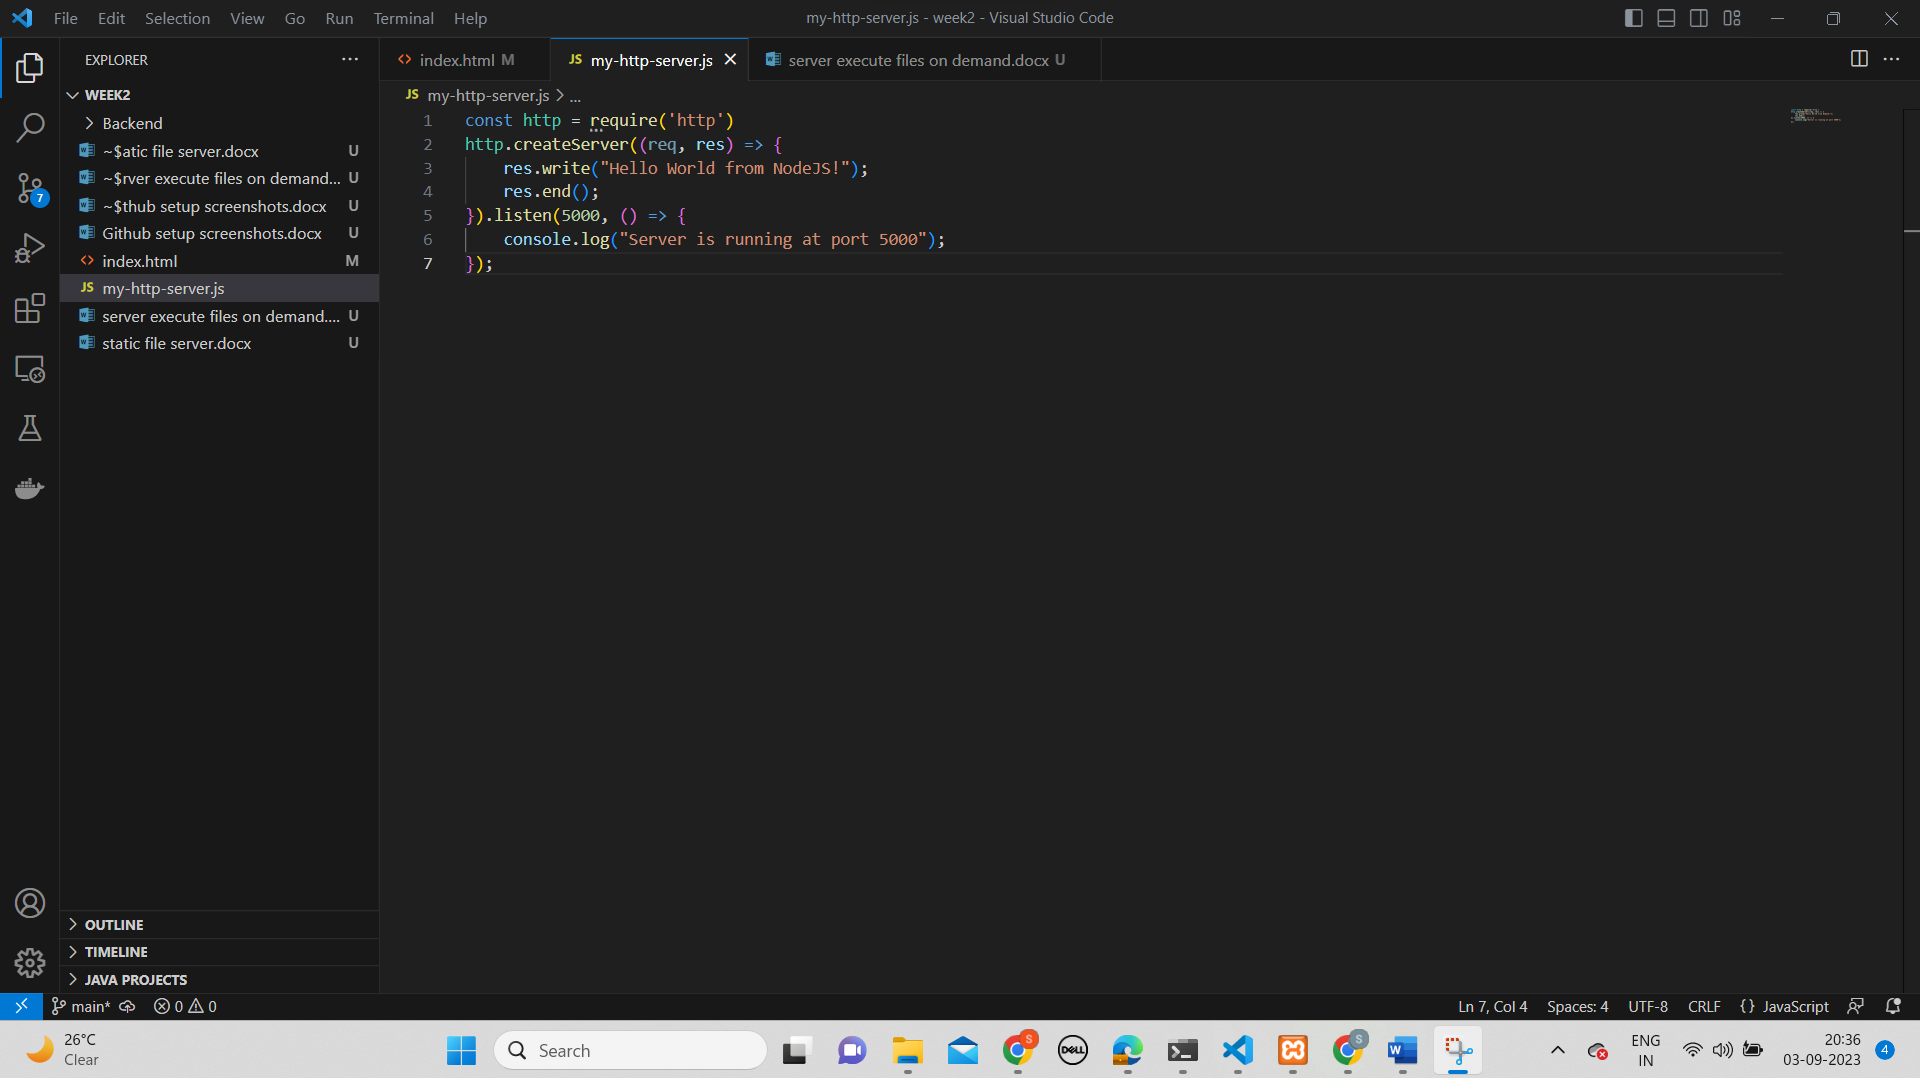 File Edit Selection View Go Run Terminal Help
my-http-server.js - week2 - Visual Studio Code
EXPLORER
WEEK2
Backend
~$atic file server.docx U
~$rver execute files on demand... U
~$thub setup screenshots.docx U
Github setup screenshots.docx U
index.html M
JS my-http-server.js
server execute files on demand.... U
static file server.docx U
7
OUTLINE
TIMELINE
JAVA PROJECTS
index.html M
JS my-http-server.js
server execute files on demand.docx U
JS my-http-server.js > ...
1 const http = require('http')
2 http.createServer((req, res) => {
3 res.write("Hello World from NodeJS!");
4 res.end();
5 }).listen(5000, () => {
6 console.log("Server is running at port 5000");
7 });
main* 0 0
Ln 7, Col 4 Spaces: 4 UTF-8 CRLF {} JavaScript
26°C
Clear
Search
S
DELL
S
ENG
IN
20:36
03-09-2023
4